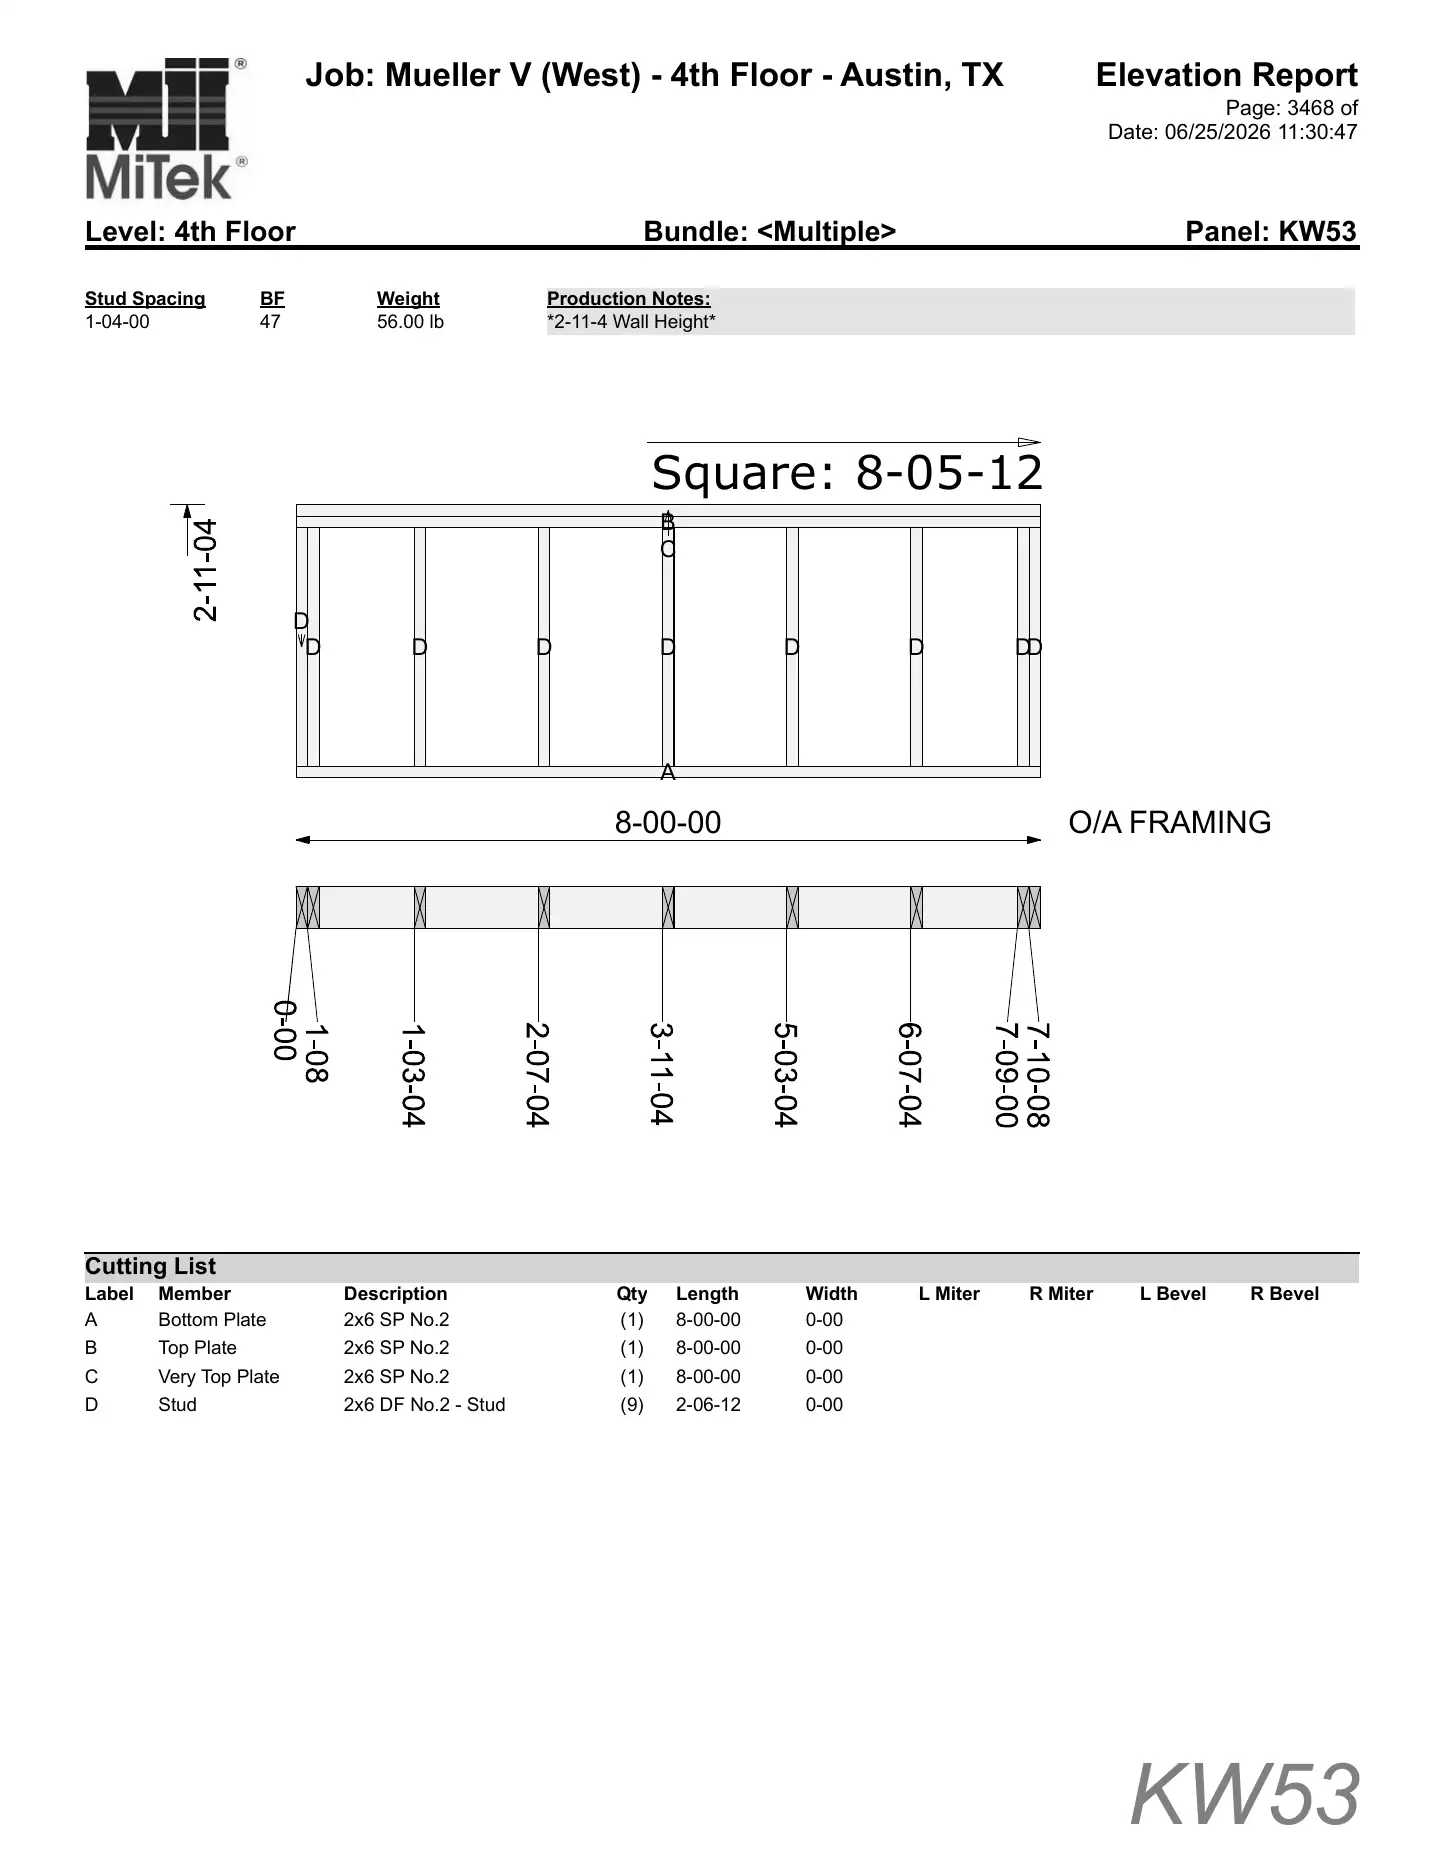 Job: Mueller V (West) - 4th Floor - Austin, TX
Elevation Report
Page: 3468 of
Date: 06/25/2026 11:30:47
MiTek®
®
Level: 4th Floor
Bundle: <Multiple>
Panel: KW53
Stud Spacing BF Weight
1-04-00 47 56.00 lb
Production Notes:
*2-11-4 Wall Height*
Square: 8-05-12
2-11-04
B
C
D
D D D D D D D D
A
8-00-00
O/A FRAMING
0-00
1-08
1-03-04
2-07-04
3-11-04
5-03-04
6-07-04
7-09-00
7-10-08
Cutting List
Label Member Description Qty Length Width L Miter R Miter L Bevel R Bevel
A Bottom Plate 2x6 SP No.2 (1) 8-00-00 0-00
B Top Plate 2x6 SP No.2 (1) 8-00-00 0-00
C Very Top Plate 2x6 SP No.2 (1) 8-00-00 0-00
D Stud 2x6 DF No.2 - Stud (9) 2-06-12 0-00
KW53